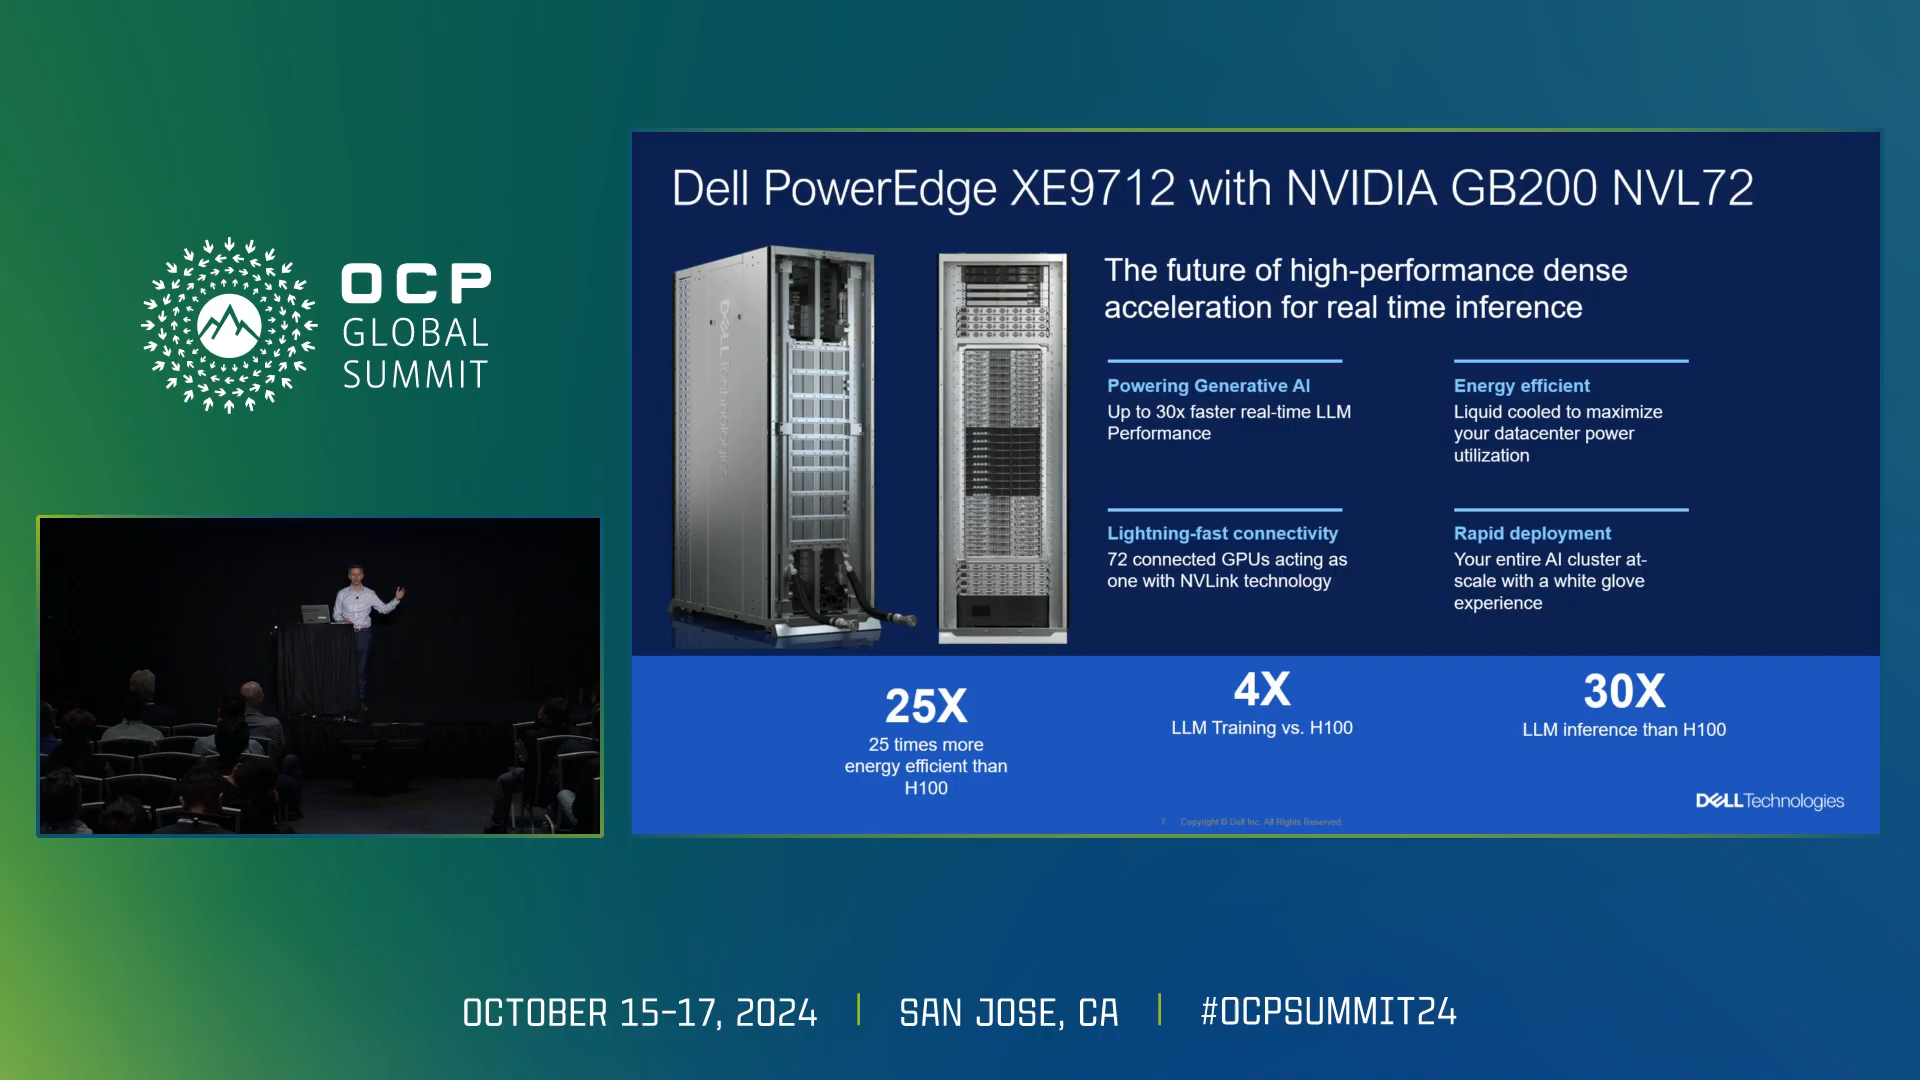 OCP
GLOBAL
SUMMIT
Dell PowerEdge XE9712 with NVIDIA GB200 NVL72
The future of high-performance dense
acceleration for real time inference
Powering Generative AI
Up to 30x faster real-time LLM
Performance
Energy efficient
Liquid cooled to maximize
your datacenter power
utilization
Lightning-fast connectivity
72 connected GPUs acting as
one with NVLink technology
Rapid deployment
Your entire AI cluster at-
scale with a white glove
experience
DELL Technologies
25X
25 times more
energy efficient than
H100
4X
LLM Training vs. H100
30X
LLM inference than H100
DELL Technologies
7 Copyright © Dell Inc. All Rights Reserved.
OCTOBER 15-17, 2024 | SAN JOSE, CA | #OCPSUMMIT24